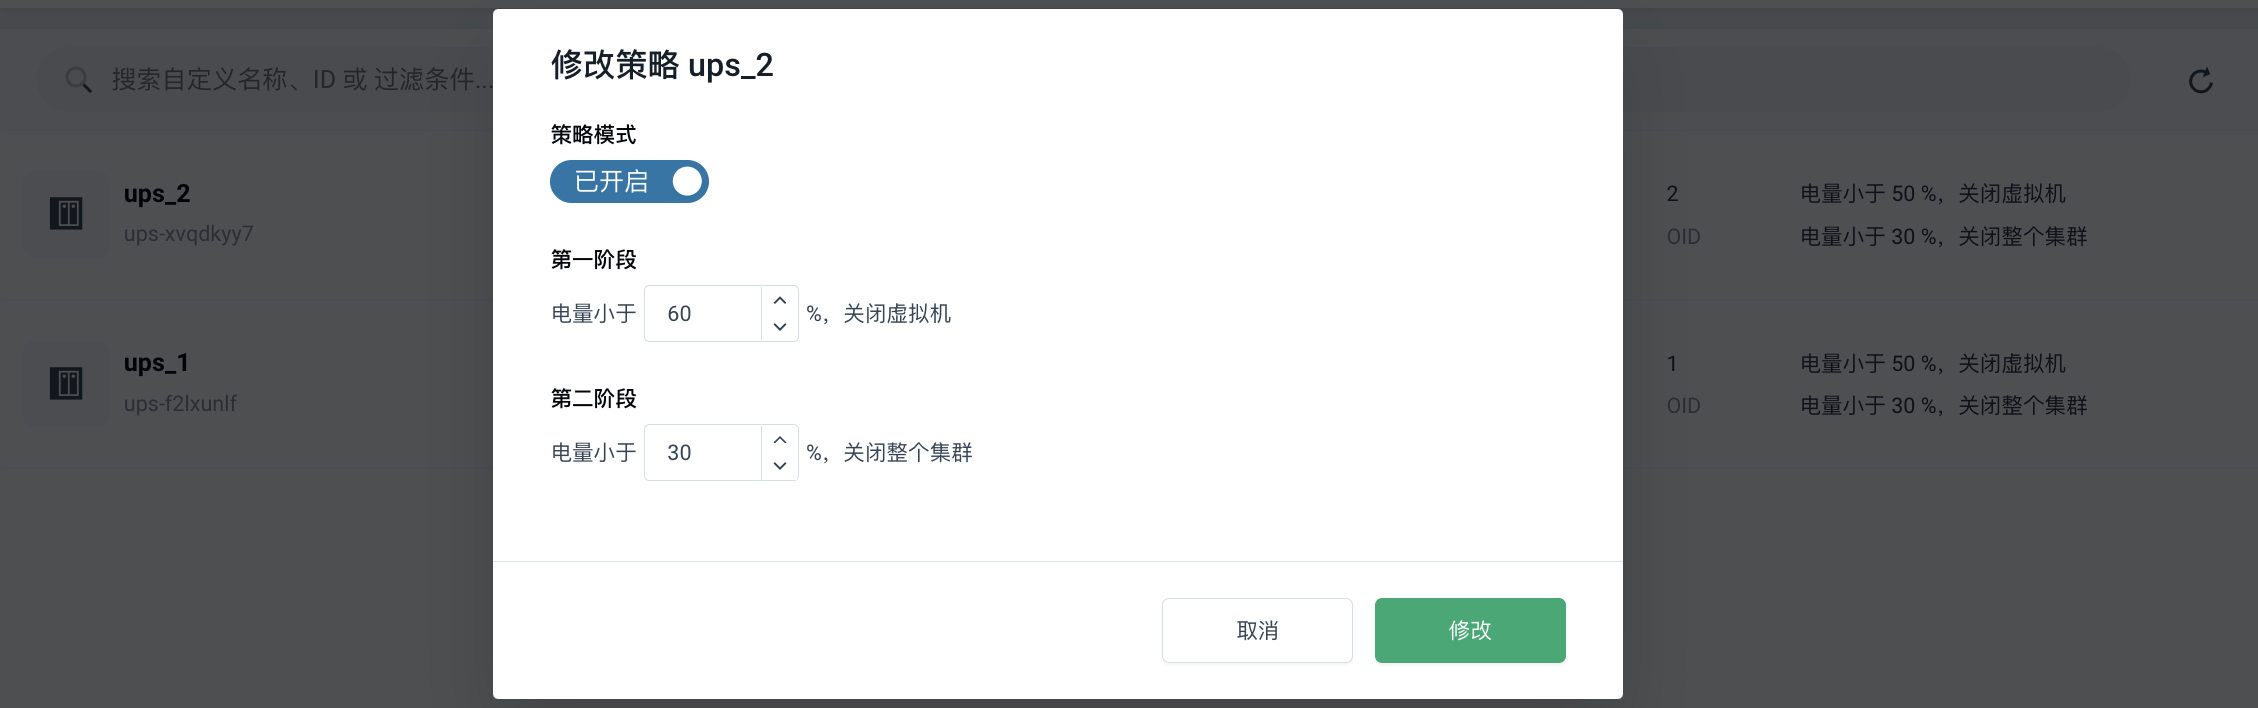 修改策略 ups_2
搜索自定义名称、ID 或 过滤条件...
策略模式
已开启
ups_2
ups-xvqdkyy7
2
OID
电量小于 50 %，关闭虚拟机
电量小于 30 %，关闭整个集群
第一阶段
电量小于 60 %，关闭虚拟机
ups_1
ups-f2lxunlf
1
OID
电量小于 50 %，关闭虚拟机
电量小于 30 %，关闭整个集群
第二阶段
电量小于 30 %，关闭整个集群
取消
修改